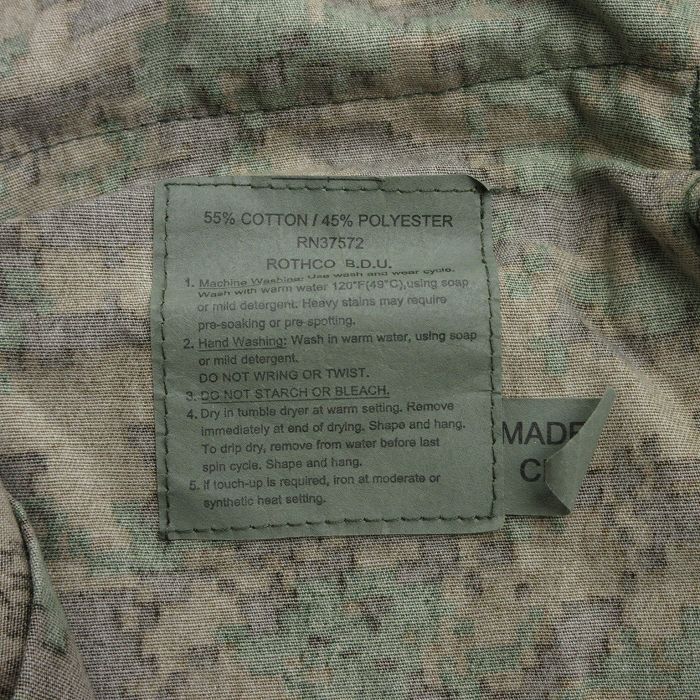 55% COTTON / 45% POLYESTER
RN37572
ROTHCO B.D.U.
1. Machine Washing: Use wash and wear cycle.
Wash with warm water 120°F(49°C),using soap
or mild detergent. Heavy stains may require
pre-soaking or pre-spotting.
2. Hand Washing: Wash in warm water, using soap
or mild detergent.
DO NOT WRING OR TWIST.
3. DO NOT STARCH OR BLEACH.
4. Dry in tumble dryer at warm setting. Remove
immediately at end of drying. Shape and hang.
To drip dry, remove from water before last
spin cycle. Shape and hang.
5. If touch-up is required, iron at moderate or
synthetic heat setting.
MADE